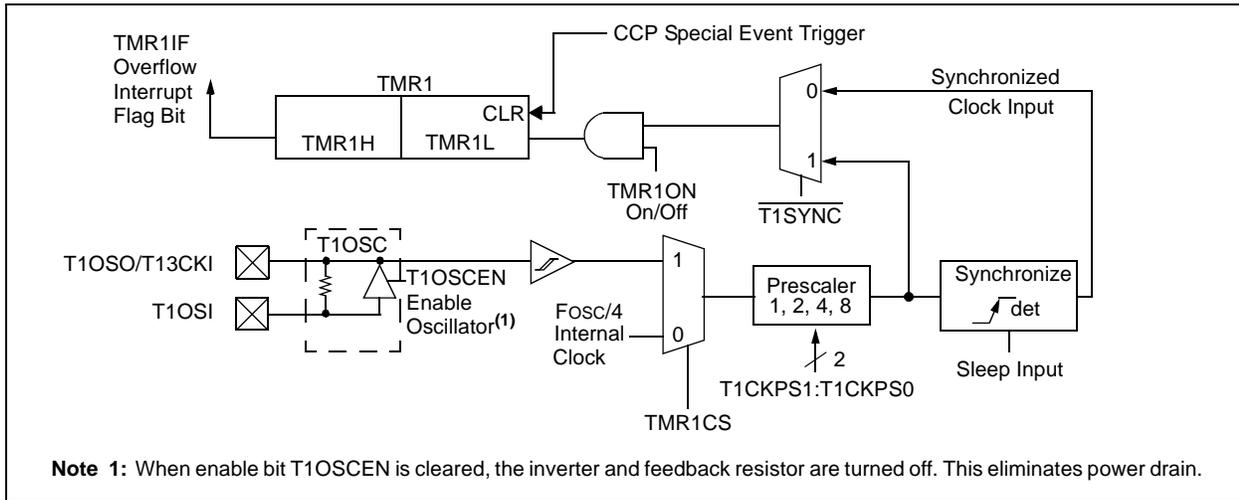 TMR1IF
Overflow
Interrupt
Flag Bit
TMR1
TMR1H
TMR1L
CLR
CCP Special Event Trigger
TMR1ON
On/Off
0
1
T1SYNC
Synchronized
Clock Input
T1OSO/T13CKI
T1OSI
T1OSC
T1OSCEN
Enable
Oscillator(1)
FOSC/4
Internal
Clock
1
0
TMR1CS
Prescaler
1, 2, 4, 8
2
T1CKPS1:T1CKPS0
Synchronize
det
Sleep Input
Note 1: When enable bit T1OSCEN is cleared, the inverter and feedback resistor are turned off. This eliminates power drain.